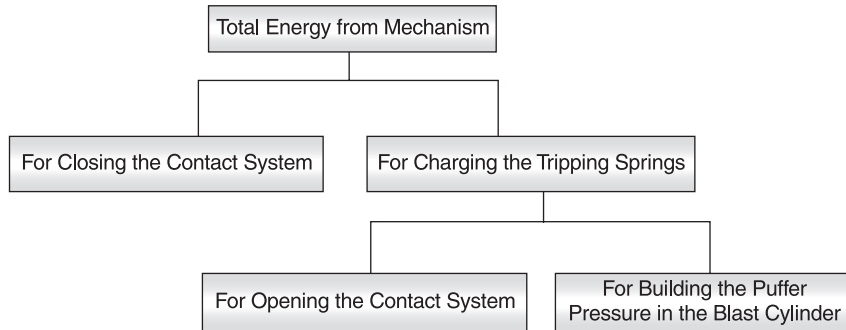 Total Energy from Mechanism
For Closing the Contact System
For Charging the Tripping Springs
For Opening the Contact System
For Building the Puffer
Pressure in the Blast Cylinder